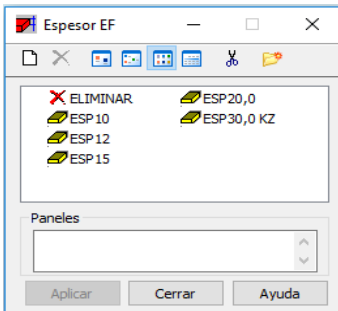 Espesor EF
ELIMINAR
ESP10
ESP12
ESP15
ESP20,0
ESP30,0 KZ
Paneles
Aplicar Cerrar Ayuda